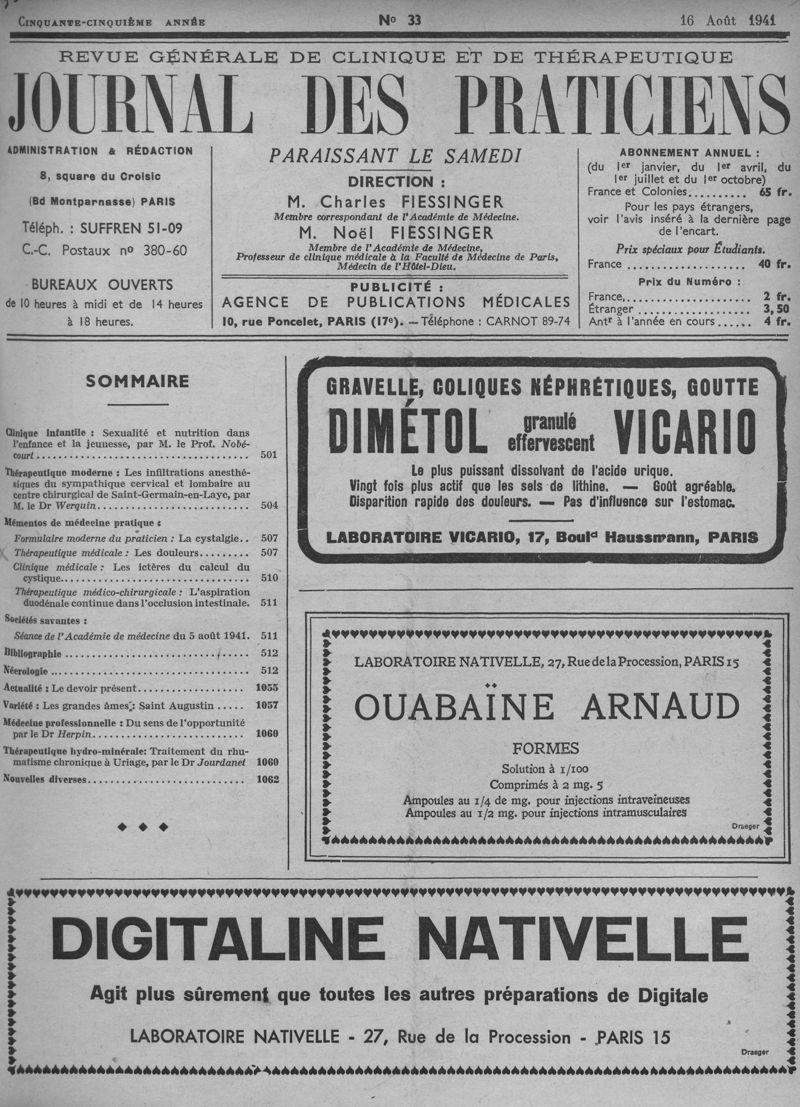 CINQUANTE-CINQUIÈME ANNÉE
No 33
16 Août 1941
REVUE GÉNÉRALE DE CLINIQUE ET DE THÉRAPEUTIQUE
JOURNAL DES PRATICIENS
ADMINISTRATION & RÉDACTION
8, square du Croisic
(Bd Montparnasse) PARIS
Téléph. : SUFFREN 51-09
C.-C. Postaux no 380-60
BUREAUX OUVERTS
de 10 heures à midi et de 14 heures
à 18 heures.
PARAISSANT LE SAMEDI
DIRECTION :
M. Charles FIESSINGER
Membre correspondant de l'Académie de Médecine.
M. Noël FIESSINGER
Membre de l'Académie de Médecine,
Professeur de clinique médicale à la Faculté de Médecine de Paris,
Médecin de l'Hôtel-Dieu.
PUBLICITÉ :
AGENCE DE PUBLICATIONS MÉDICALES
10, rue Poncelet, PARIS (17e). — Téléphone : CARNOT 89-74
ABONNEMENT ANNUEL :
(du 1er janvier, du 1er avril, du
1er juillet et du 1er octobre)
France et Colonies.......... 65 fr.
Pour les pays étrangers,
voir l'avis inséré à la dernière page
de l'encart.
Prix spéciaux pour Étudiants.
France ................... 40 fr.
Prix du Numéro :
France,................... 2 fr.
Étranger ................. 3,50
Antr à l'année en cours ...... 4 fr.
SOMMAIRE
Clinique infantile : Sexualité et nutrition dans
l'enfance et la jeunesse, par M. le Prof. Nobé-
court ........................ 501
Thérapeutique moderne : Les infiltrations anesthé-
siques du sympathique cervical et lombaire au
centre chirurgical de Saint-Germain-en-Laye, par
M. le Dr Werquin ........................ 504
Mémentos de médecine pratique :
Formulaire moderne du praticien : La cystalgie.. 507
Thérapeutique médicale : Les douleurs......... 507
Clinique médicale : Les ictères du calcul du
cystique........................ 510
Thérapeutique médico-chirurgicale : L'aspiration
duodénale continue dans l'occlusion intestinale. 511
Sociétés savantes :
Séance de l'Académie de médecine du 5 août 1941. 511
Bibliographie ........................ 512
Nécrologie ........................ 512
Actualité : Le devoir présent................... 1055
Variété : Les grandes âmes : Saint Augustin ..... 1057
Médecine professionnelle : Du sens de l'opportunité
par le Dr Herpin........................ 1060
Thérapeutique hydro-minérale: Traitement du rhu-
matisme chronique à Uriage, par le Dr Jourdanet 1060
Nouvelles diverses........................ 1062
GRAVELLE, COLIQUES NÉPHRÉTIQUES, GOUTTE
DIMÉTOL granulé effervescent VICARIO
Le plus puissant dissolvant de l'acide urique.
Vingt fois plus actif que les sels de lithine. — Goût agréable.
Disparition rapide des douleurs. — Pas d'influence sur l'estomac.
LABORATOIRE VICARIO, 17, Bould Haussmann, PARIS
LABORATOIRE NATIVELLE, 27, Rue de la Procession, PARIS 15
OUABAÏNE ARNAUD
FORMES
Solution à 1/100
Comprimés à 2 mg. 5
Ampoules au 1/4 de mg. pour injections intraveineuses
Ampoules au 1/2 mg. pour injections intramusculaires
Draeger
DIGITALINE NATIVELLE
Agit plus sûrement que toutes les autres préparations de Digitale
LABORATOIRE NATIVELLE - 27, Rue de la Procession - PARIS 15
Draeger